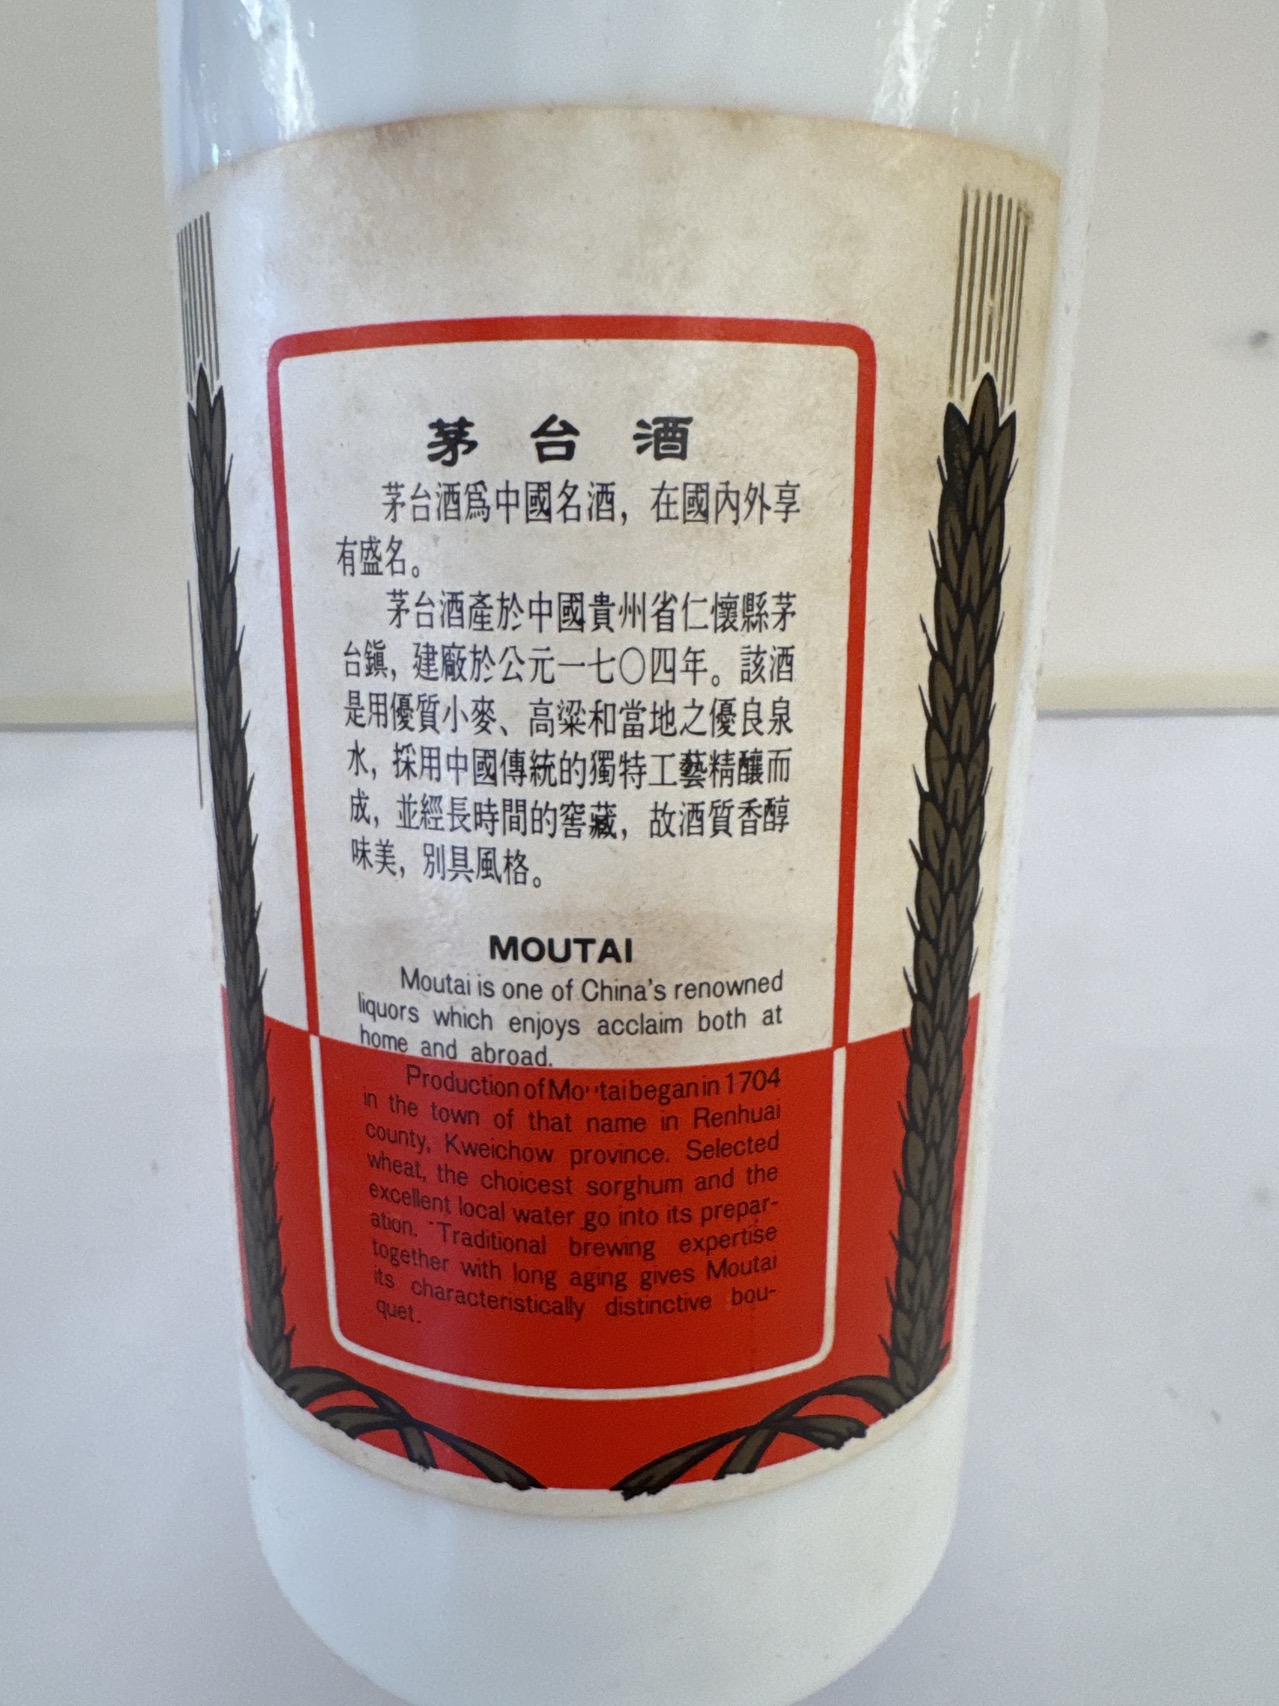 茅台酒
茅台酒爲中國名酒，在國內外享
有盛名。
茅台酒產於中國貴州省仁懷縣茅
台鎭，建廠於公元一七〇四年。該酒
是用優質小麥、高粱和當地之優良泉
水，採用中國傳統的獨特工藝精釀而
成，並經長時間的窖藏，故酒質香醇
味美，別具風格。
MOUTAI
Moutai is one of China's renowned
liquors which enjoys acclaim both at
home and abroad.
Production of Moutai began in 1704
in the town of that name in Renhuai
county, Kweichow province. Selected
wheat, the choicest sorghum and the
excellent local water go into its prepar-
ation. Traditional brewing expertise
together with long aging gives Moutai
its characteristically distinctive bou-
quet.